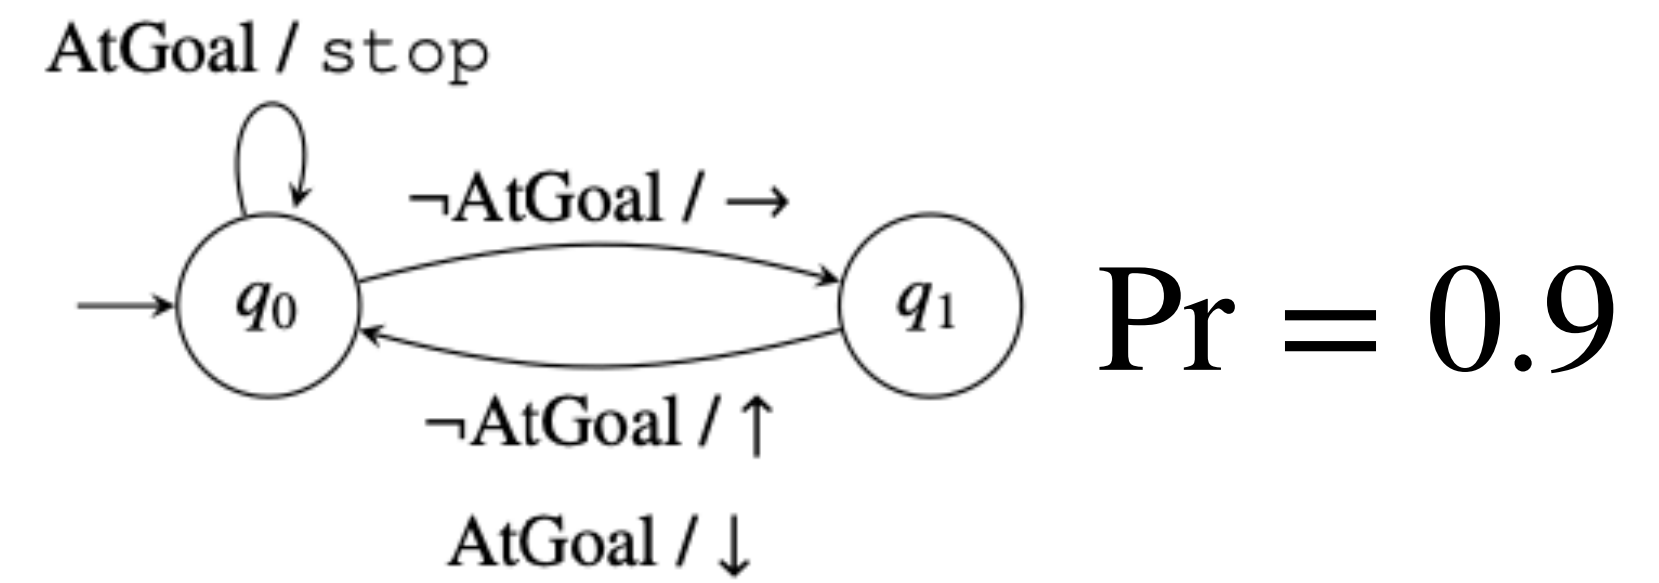 AtGoal / stop
¬AtGoal / →
q0
q1
Pr = 0.9
¬AtGoal / ↑
AtGoal / ↓